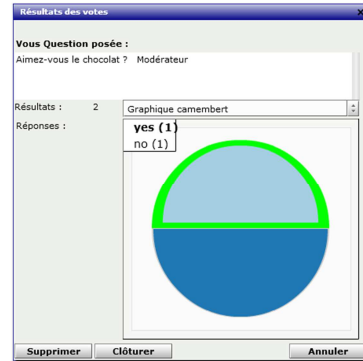 Résultats des votes
Vous Question posée :
Aimez-vous le chocolat ? Modérateur
Résultats : 2 Graphique camembert
Réponses : yes (1)
no (1)
Supprimer Clôturer Annuler